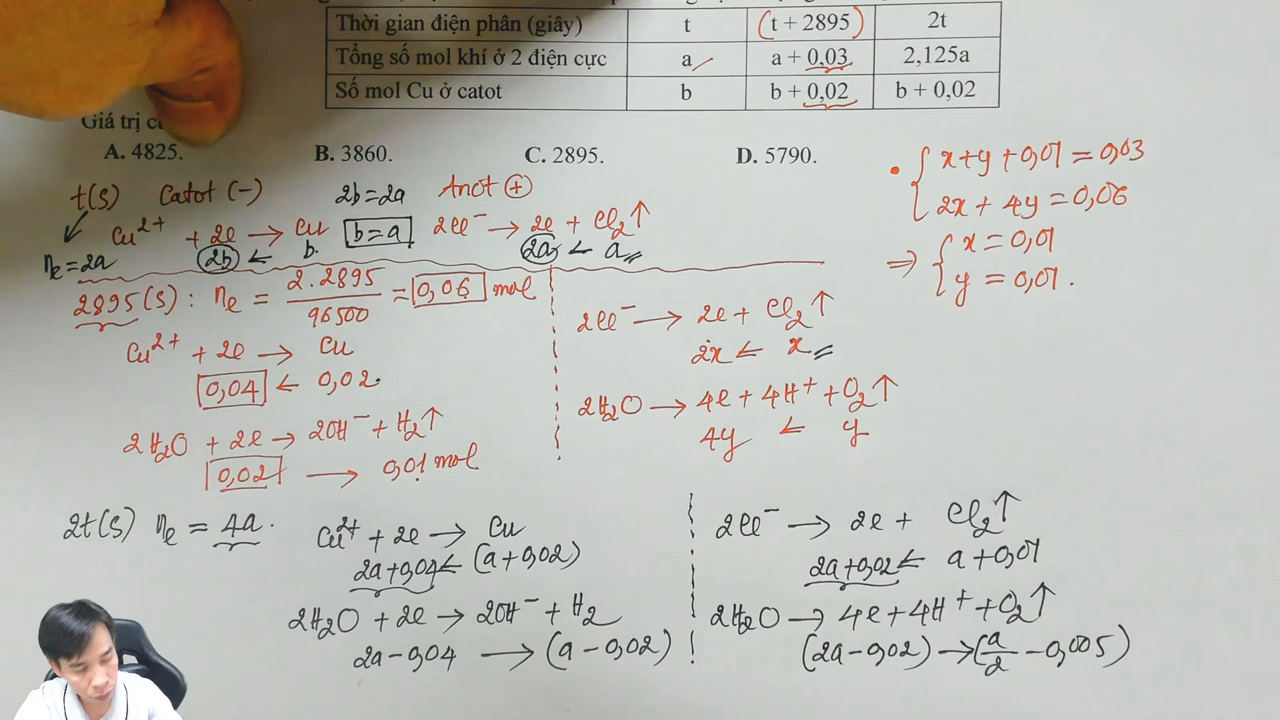 Thời gian điện phân (giây) t (t + 2895) 2t
Tổng số mol khí ở 2 điện cực a a + 0,03 2,125a
Số mol Cu ở catot b b + 0,02 b + 0,02
Giá trị
A. 4825. B. 3860. C. 2895. D. 5790.
t(s) Catot (-) 2b=2a Anot (+)
Cu²⁺ + 2e → Cu b=a 2Cl⁻ → 2e + Cl₂↑
nₑ=2a 2b ← b 2a ← a
2895(s) : nₑ = 2.2895/96500 = 0,06 mol
Cu²⁺ + 2e → Cu
0,04 ← 0,02
2H₂O + 2e → 2OH⁻ + H₂↑
0,02 → 0,01 mol
2Cl⁻ → 2e + Cl₂↑
2x ← x
2H₂O → 4e + 4H⁺ + O₂↑
4y ← y
x+y+0,01=0,03
2x+4y=0,06
⇒ x=0,01
y=0,01.
2t(s) nₑ = 4a.
Cu²⁺ + 2e → Cu
2a+0,04 ← (a+0,02)
2H₂O + 2e → 2OH⁻ + H₂
2a-0,04 → (a-0,02)
2Cl⁻ → 2e + Cl₂↑
2a+0,02 ← a+0,01
2H₂O → 4e+4H⁺+O₂↑
(2a-0,02) → (a/2 - 0,005)